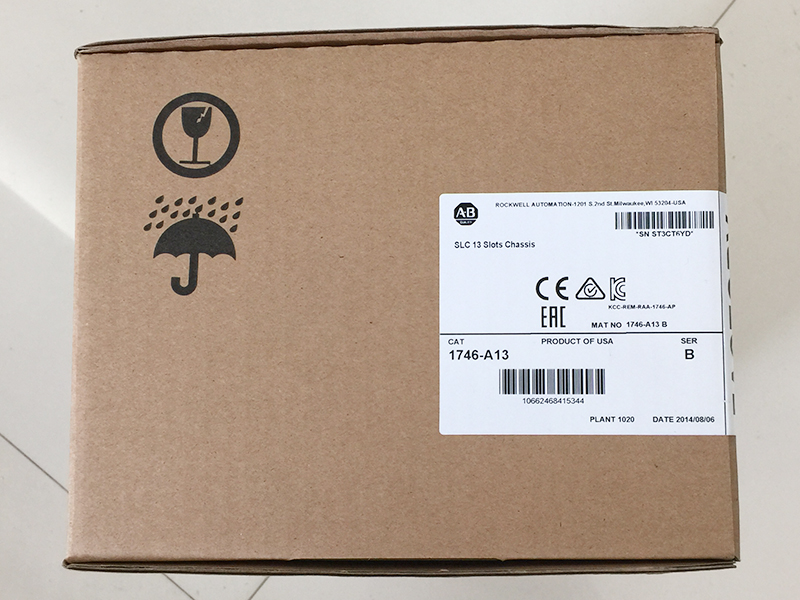 ROCKWELL AUTOMATION-1201 S.2nd St.Milwaukee,WI 53204-USA
A-B
*SN ST3CT6YD*
SLC 13 Slots Chassis
CE
KCC-REM-RAA-1746-AP
EAC MAT NO 1746-A13 B
CAT PRODUCT OF USA SER
1746-A13 B
10662468415344
PLANT 1020 DATE 2014/08/06